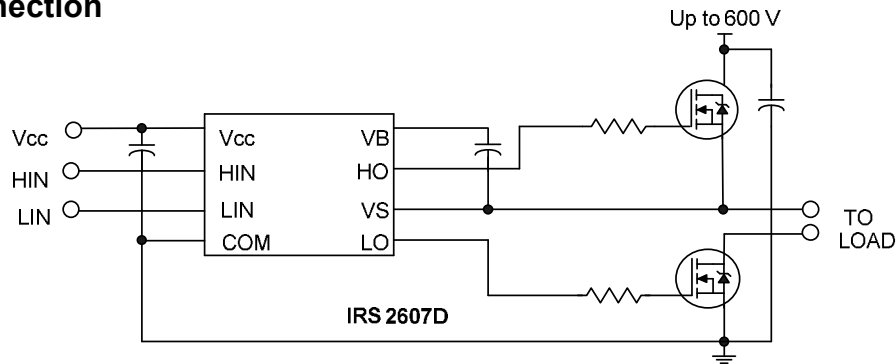 nection
Up to 600 V
Vcc
HIN
LIN
Vcc
HIN
LIN
COM
VB
HO
VS
LO
TO
LOAD
IRS 2607D